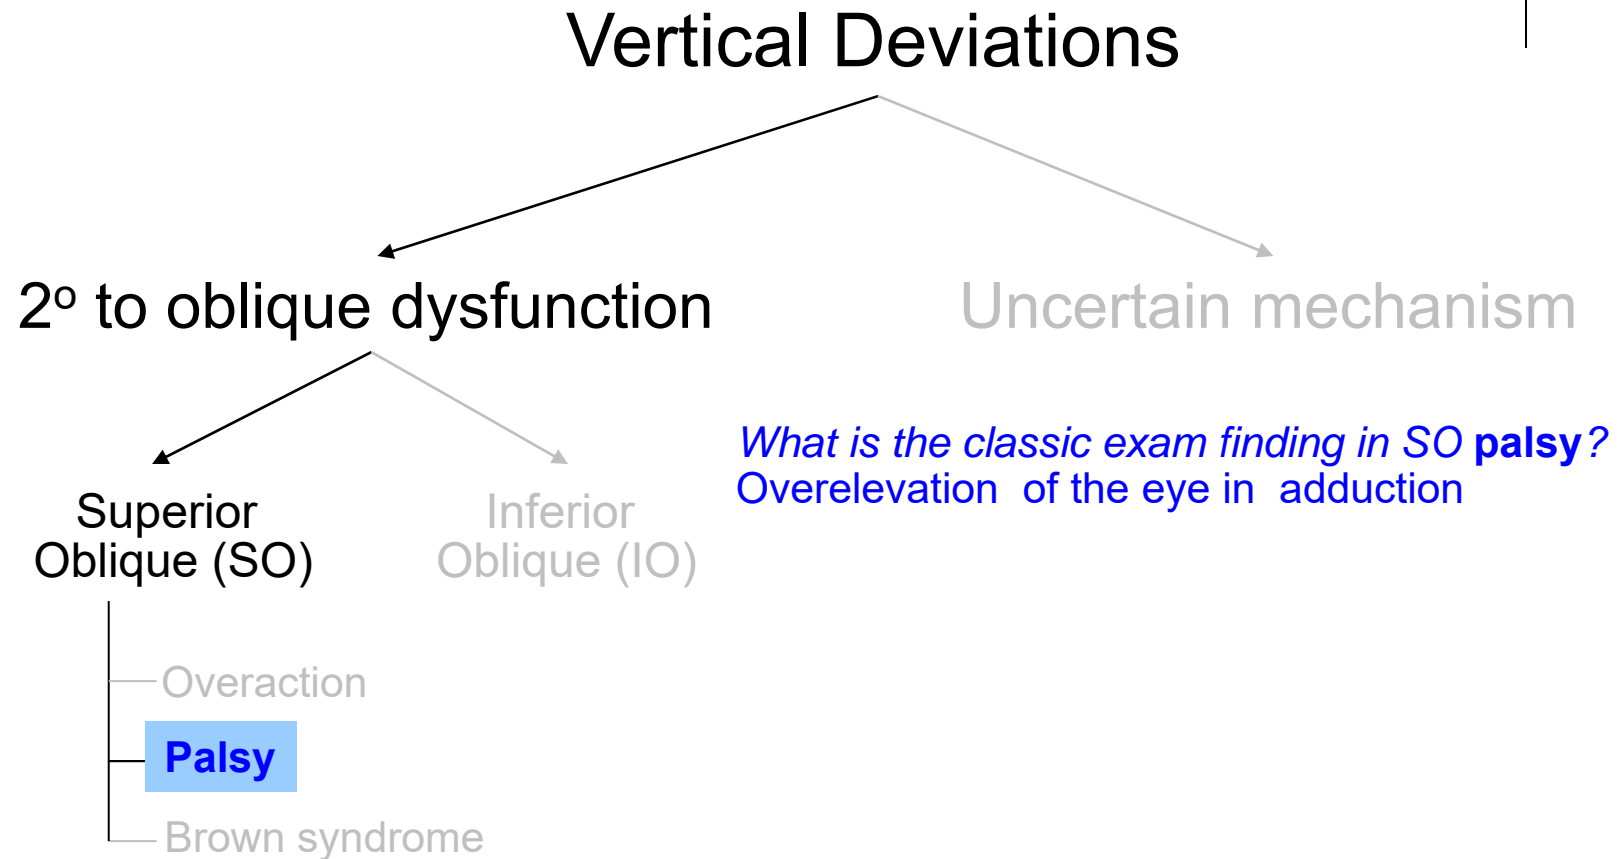 Vertical Deviations
2º to oblique dysfunction
Uncertain mechanism
What is the classic exam finding in SO palsy?
Overelevation of the eye in adduction
Superior
Oblique (SO)
Inferior
Oblique (IO)
Overaction
Palsy
Brown syndrome